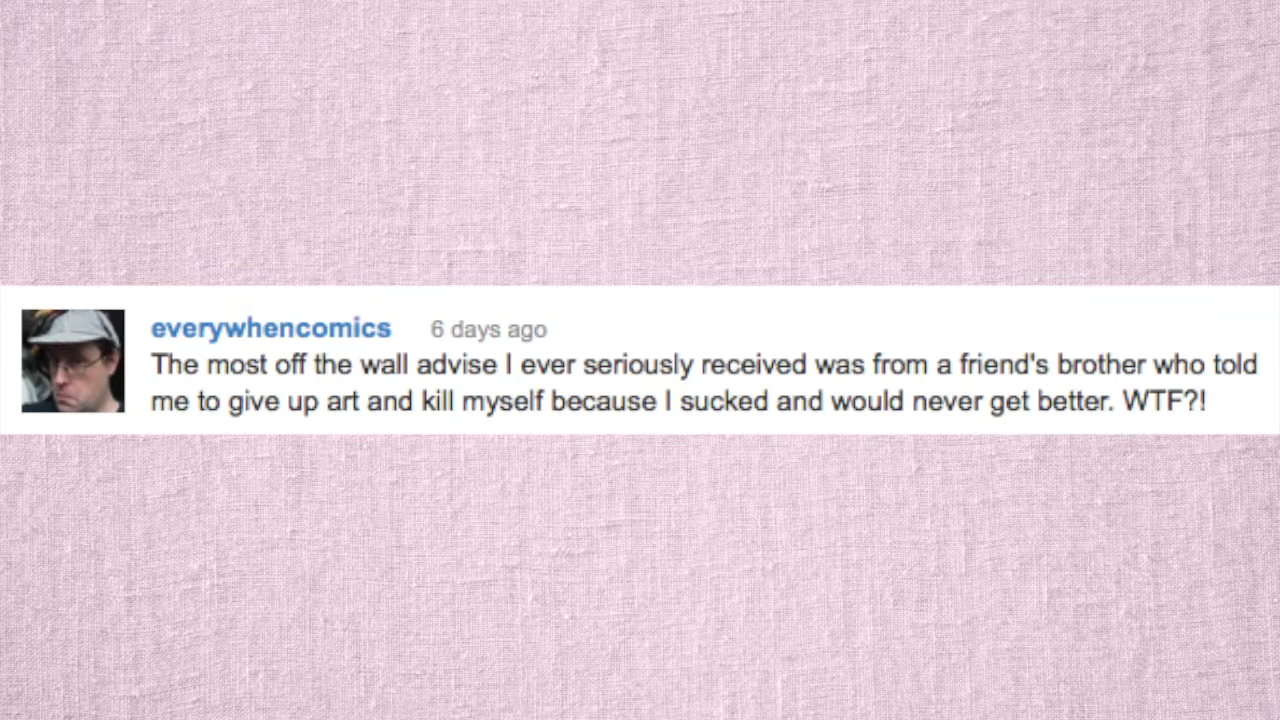 everywhencomics 6 days ago
The most off the wall advise I ever seriously received was from a friend's brother who told
me to give up art and kill myself because I sucked and would never get better. WTF?!